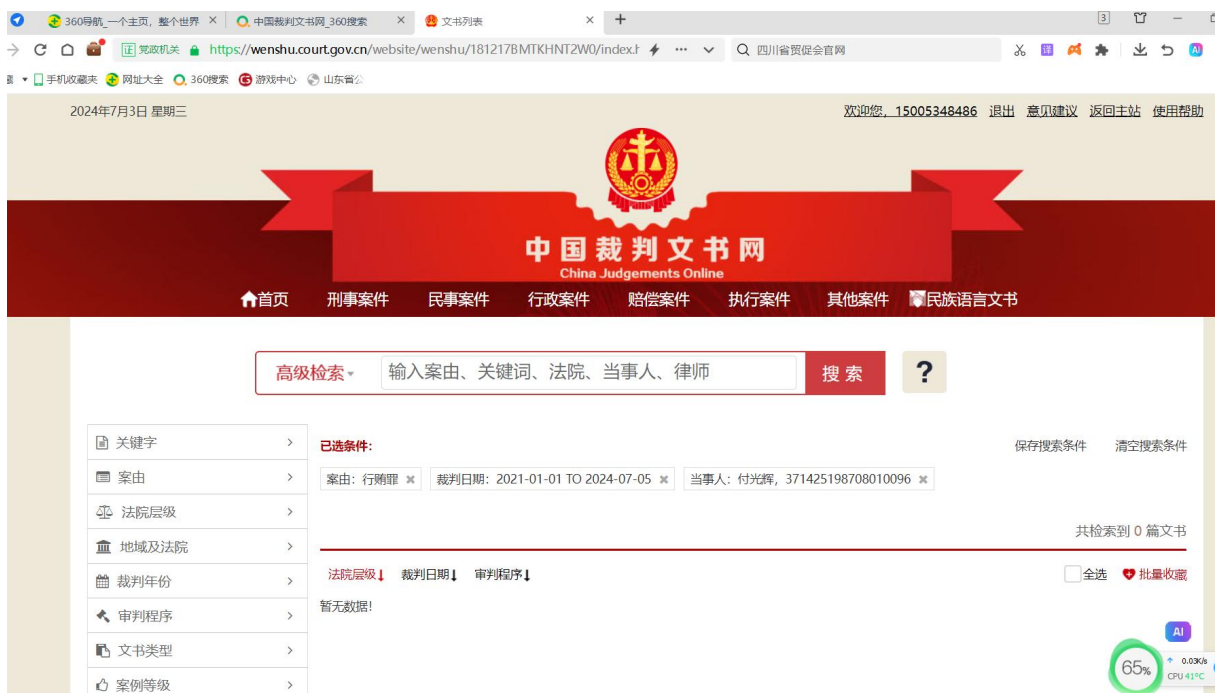 360导航_一个主页，整个世界 中国裁判文书网_360搜索 文书列表 3
证 党政机关 https://wenshu.court.gov.cn/website/wenshu/181217BMTKHNT2W0/index.h 四川省贸促会官网 译 AI
手机收藏夹 网址大全 360搜索 游戏中心 山东省公
2024年7月3日 星期三 欢迎您，15005348486 退出 意见建议 返回主站 使用帮助
中国裁判文书网
China Judgements Online
首页 刑事案件 民事案件 行政案件 赔偿案件 执行案件 其他案件 民族语言文书
高级检索 输入案由、关键词、法院、当事人、律师 搜索 ?
关键字
案由
法院层级
地域及法院
裁判年份
审判程序
文书类型
案例等级
已选条件: 保存搜索条件 清空搜索条件
案由：行贿罪 裁判日期：2021-01-01 TO 2024-07-05 当事人：付光辉，371425198708010096
共检索到 0 篇文书
法院层级 裁判日期 审判程序 全选 批量收藏
暂无数据!
AI
65% 0.03K/s
CPU 41°C